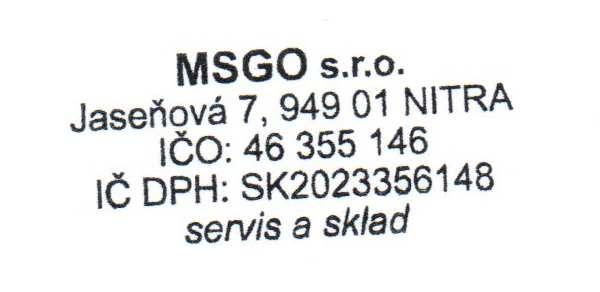 MSGO s.r.o.
Jaseňová 7, 949 01 NITRA
IČO: 46 355 146
IČ DPH: SK2023356148
servis a sklad